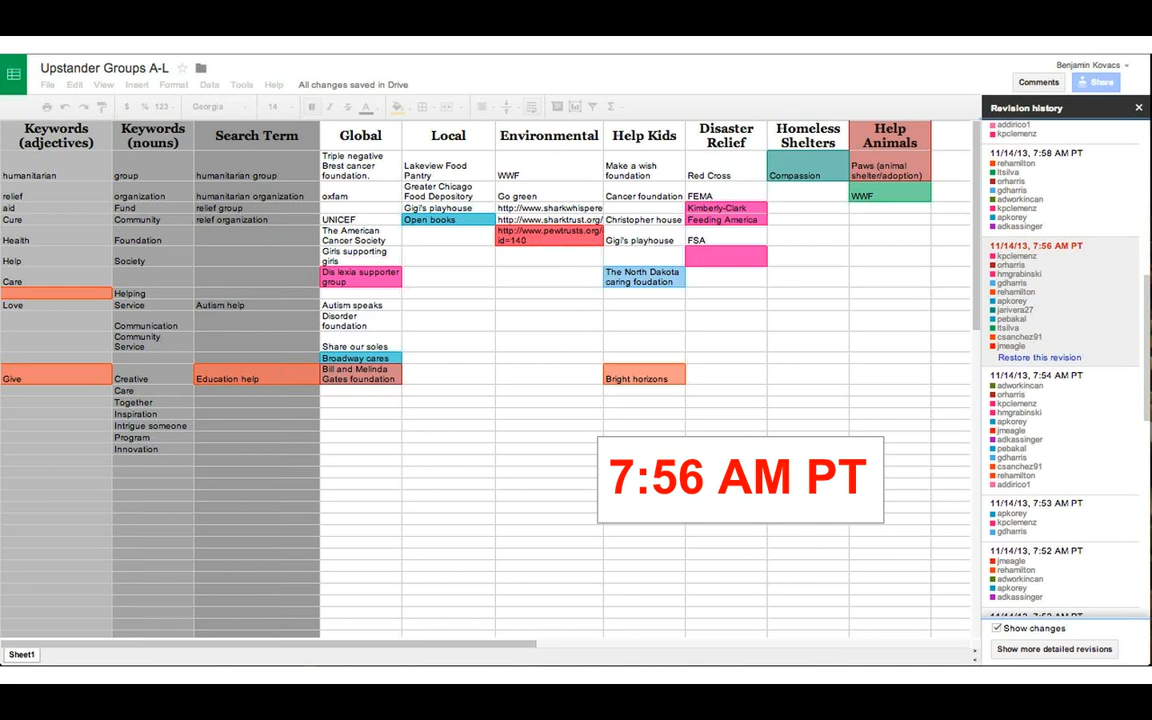 Upstander Groups A-L
Benjamin Kovacs
File Edit View Insert Format Data Tools Help All changes saved in Drive
Comments Share
$ % 123 Georgia 14 B I S A Σ
Revision history ×
Keywords (adjectives) Keywords (nouns) Search Term Global Local Environmental Help Kids Disaster Relief Homeless Shelters Help Animals
humanitarian group humanitarian group Triple negative Brest cancer foundation. Lakeview Food Pantry WWF Make a wish foundation Red Cross Compassion Paws (animal shelter/adoption)
relief organization humanitarian organization oxfam Greater Chicago Food Depository Go green Cancer foundation FEMA WWF
aid Fund relief group Gigi's playhouse http://www.sharkwhispere Kimberly-Clark
Cure Community relef organization UNICEF Open books http://www.sharktrust.org/ Christopher house Feeding America
Health Foundation The American Cancer Society http://www.pewtrusts.org/ id=140 Gigi's playhouse FSA
Help Society Girls supporting girls
Care Dis lexia supporter group The North Dakota caring foudation
Helping
Love Service Autism help Autism speaks
Communication Disorder foundation
Community Service Share our soles
Broadway cares
Give Creative Education help Bill and Melinda Gates foundation Bright horizons
Care
Together
Inspiration
Intrigue someone
Program
Innovation
7:56 AM PT
addirico1
kpclemenz
11/14/13, 7:58 AM PT
rehamilton
ltsilva
orharris
gdharris
adworkincan
kpclemenz
apkorey
adkassinger
11/14/13, 7:56 AM PT
kpclemenz
orharris
hmgrabinski
gdharris
rehamilton
apkorey
jarivera27
pebakal
ltsilva
csanchez91
jmeagle
Restore this revision
11/14/13, 7:54 AM PT
adworkincan
orharris
kpclemenz
hmgrabinski
apkorey
jmeagle
adkassinger
pebakal
gdharris
csanchez91
rehamilton
addirico1
11/14/13, 7:53 AM PT
apkorey
kpclemenz
gdharris
11/14/13, 7:52 AM PT
jmeagle
rehamilton
adworkincan
adkassinger
Show changes
Show more detailed revisions
Sheet1